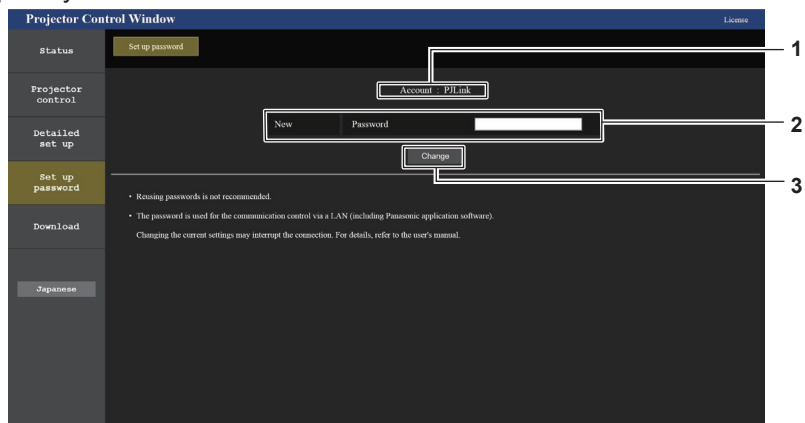 Projector Control Window
License
Status
Set up password
1
Projector
control
Account : PJLink
New Password
2
Detailed
set up
Change
3
Set up
password
• Reusing passwords is not recommended.
• The password is used for the communication control via a LAN (including Panasonic application software).
Changing the current settings may interrupt the connection. For details, refer to the user's manual.
Download
Japanese